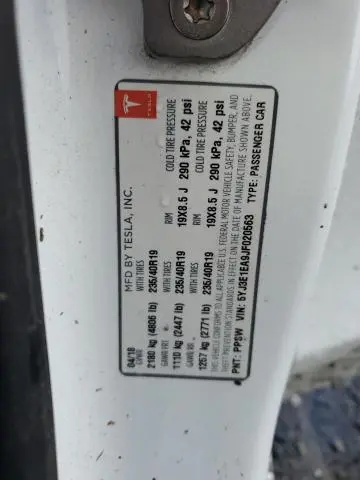 TESLA
04/18 MFD BY TESLA, INC.
GVWR WITH TIRES
2180 kg (4806 lb) 235/40R19
GAWR FRT WITH TIRES RIM COLD TIRE PRESSURE
1110 kg (2447 lb) 235/40R19 19X8.5 J 290 kPa, 42 psi
GAWR RR WITH TIRES RIM COLD TIRE PRESSURE
1257 kg (2771 lb) 235/40R19 19X8.5 J 290 kPa, 42 psi
THIS VEHICLE CONFORMS TO ALL APPLICABLE U.S. FEDERAL MOTOR VEHICLE SAFETY, BUMPER, AND
THEFT PREVENTION STANDARDS IN EFFECT ON THE DATE OF MANUFACTURE SHOWN ABOVE.
PNT: PPSW VIN: 5YJ3E1EA9JF020563 TYPE: PASSENGER CAR